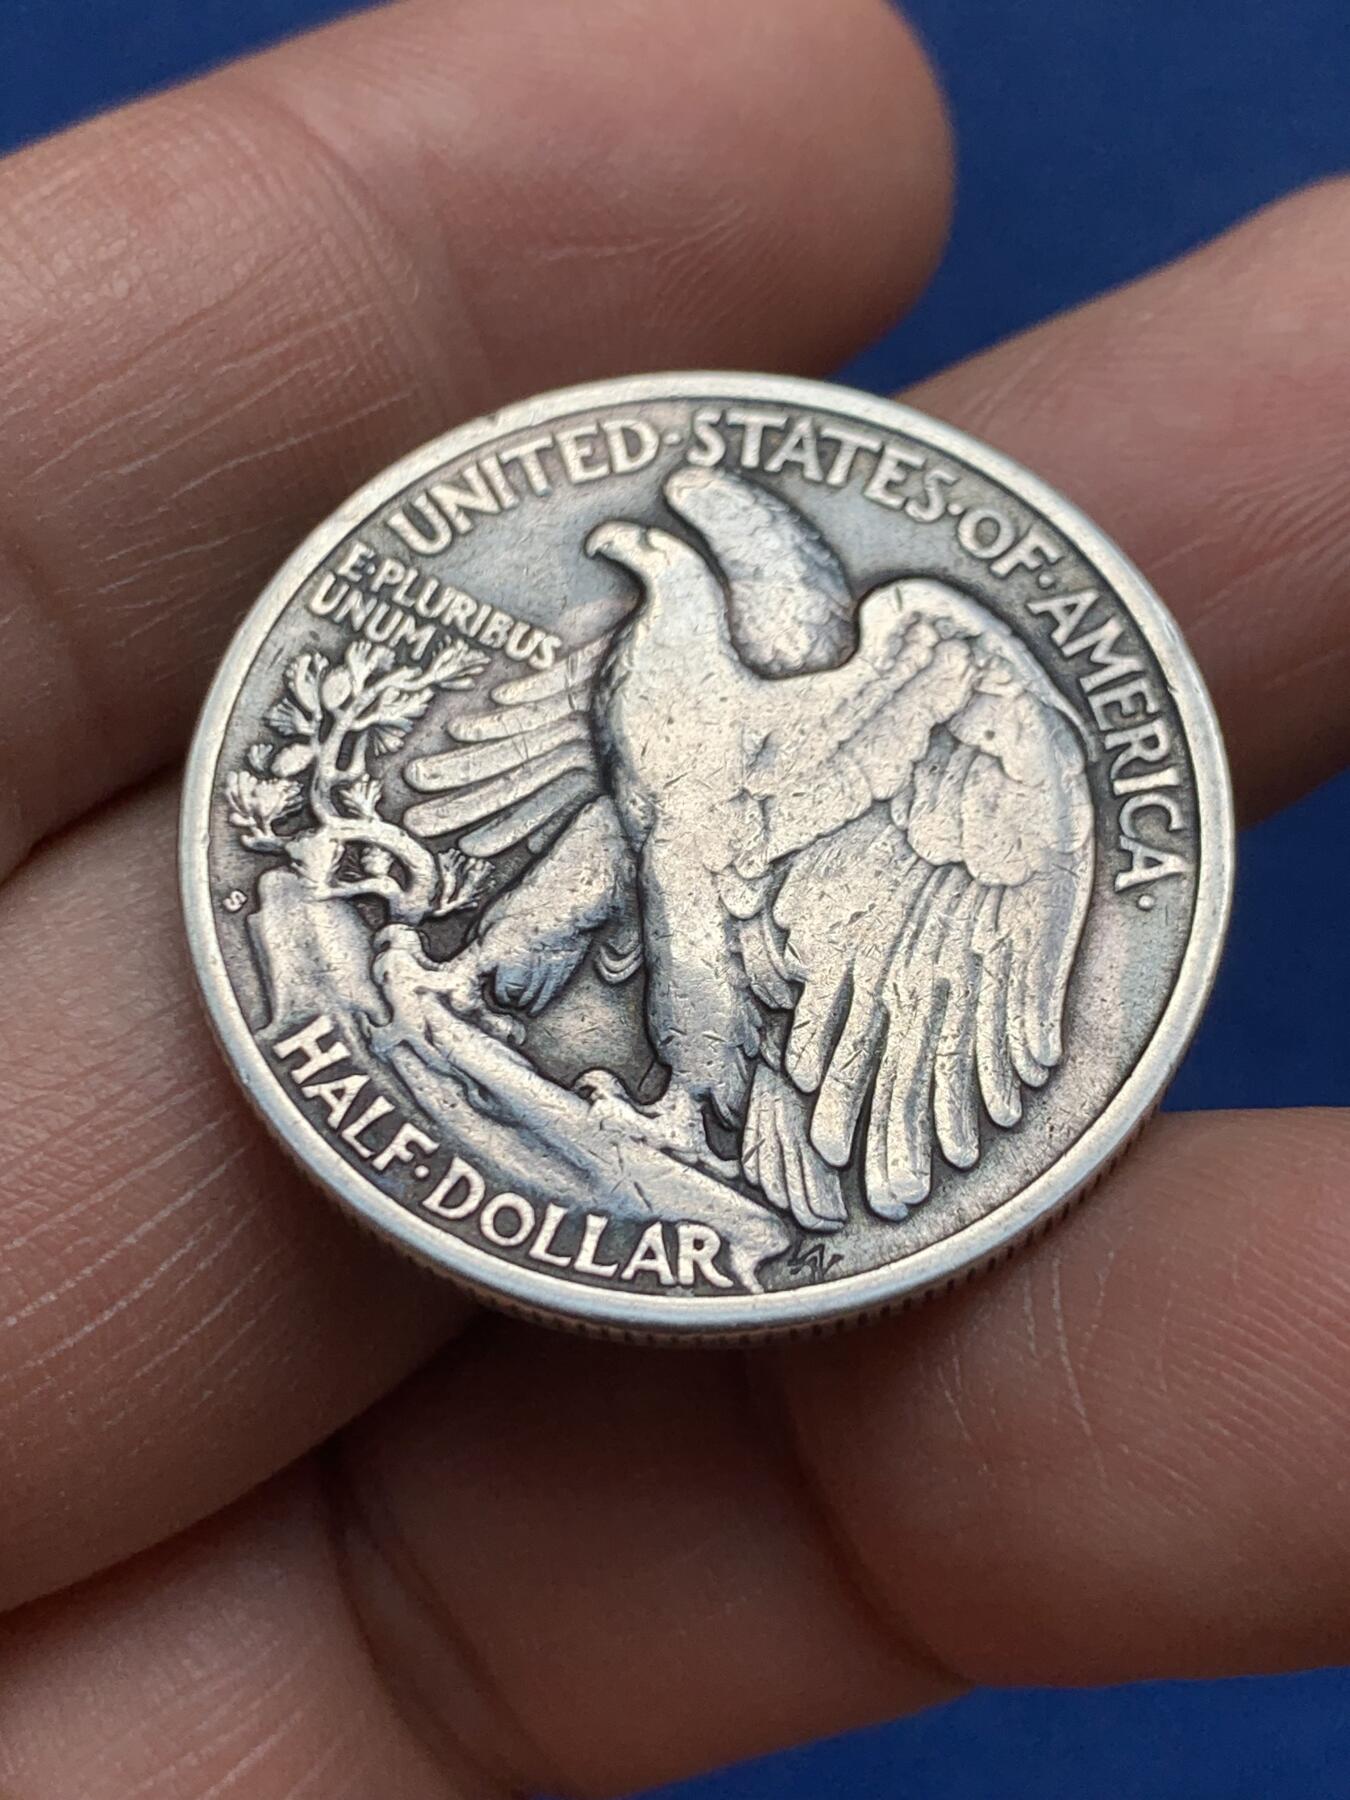 UNITED·STATES·OF·AMERICA·
E·PLURIBUS
UNUM
S
HALF·DOLLAR